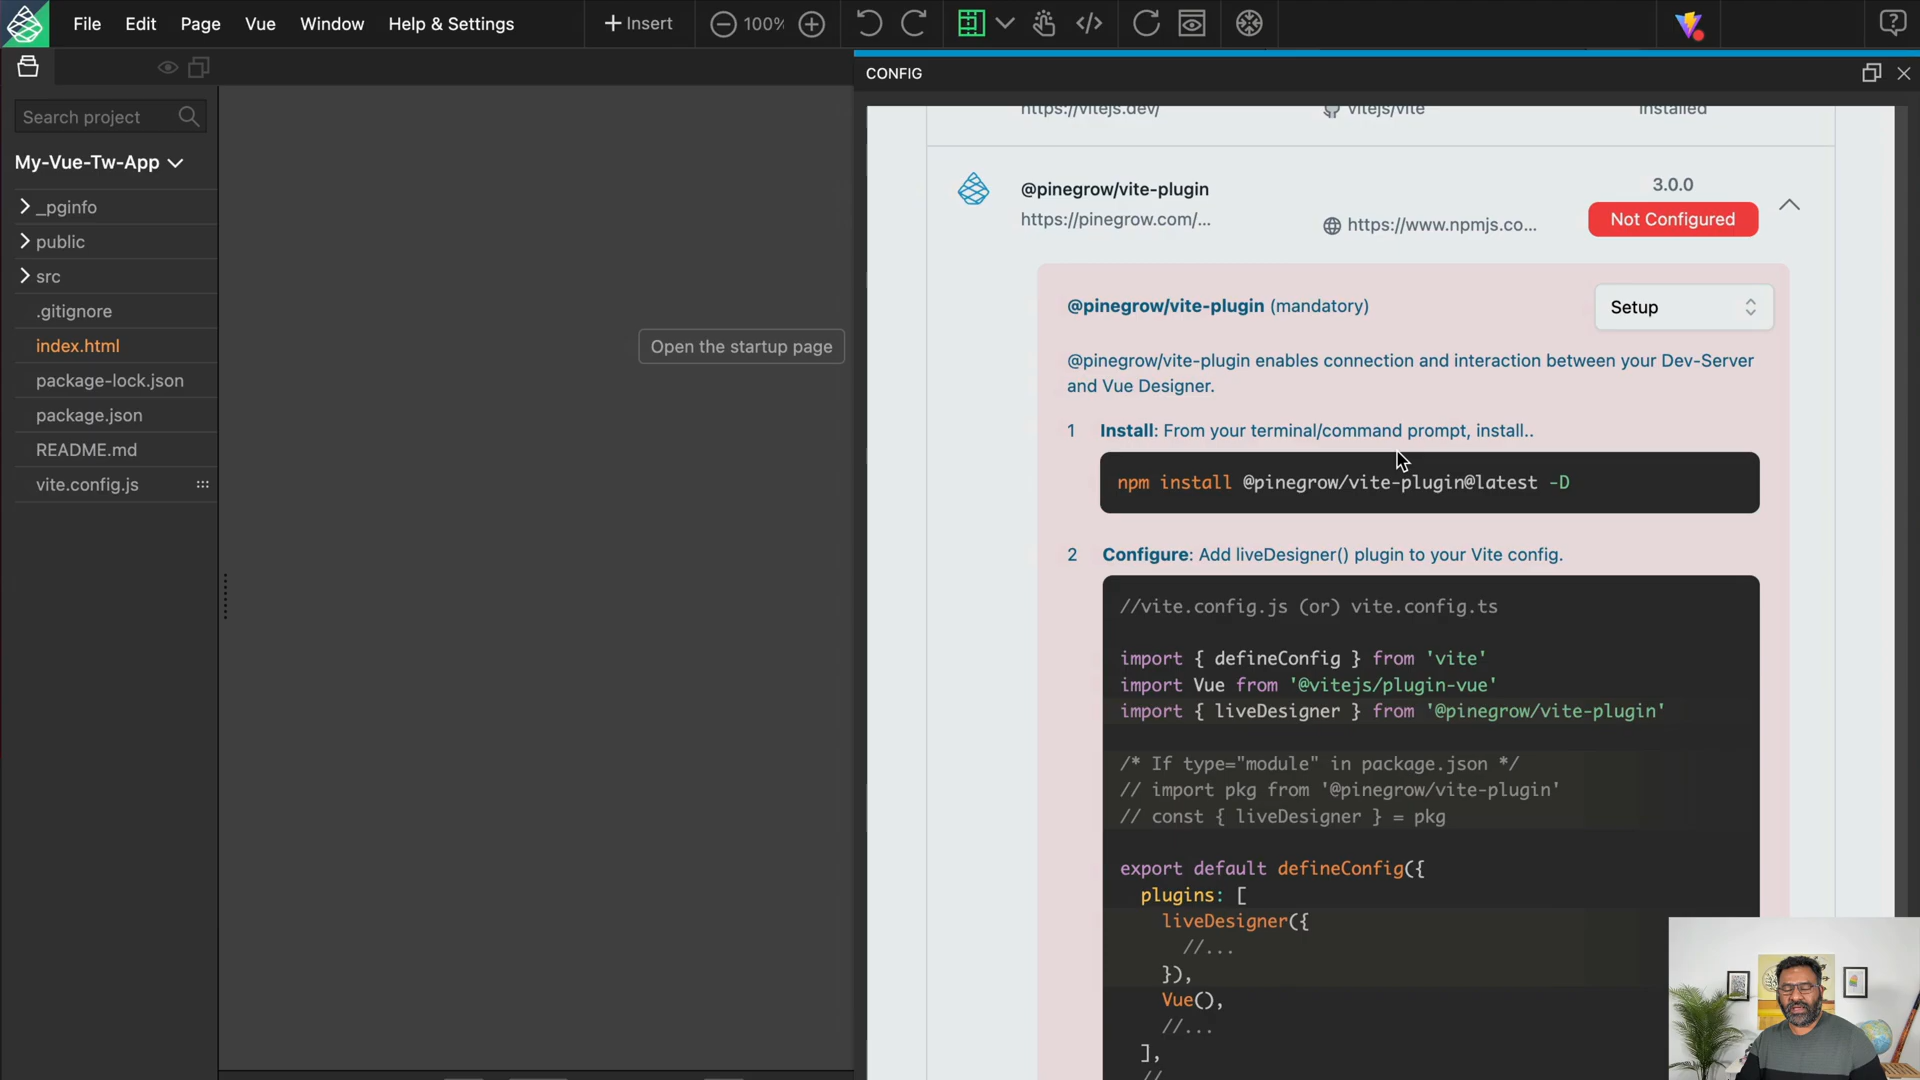 File Edit Page Vue Window Help & Settings + Insert 100%
CONFIG
Search project
My-Vue-Tw-App
_pginfo
public
src
.gitignore
index.html
package-lock.json
package.json
README.md
vite.config.js
Open the startup page
https://vitejs.dev/ vitejs/vite Installed
@pinegrow/vite-plugin 3.0.0
https://pinegrow.com/... https://www.npmjs.co... Not Configured
@pinegrow/vite-plugin (mandatory) Setup
@pinegrow/vite-plugin enables connection and interaction between your Dev-Server
and Vue Designer.
1 Install: From your terminal/command prompt, install..
npm install @pinegrow/vite-plugin@latest -D
2 Configure: Add liveDesigner() plugin to your Vite config.
//vite.config.js (or) vite.config.ts
import { defineConfig } from 'vite'
import Vue from '@vitejs/plugin-vue'
import { liveDesigner } from '@pinegrow/vite-plugin'
/* If type="module" in package.json */
// import pkg from '@pinegrow/vite-plugin'
// const { liveDesigner } = pkg
export default defineConfig({
plugins: [
liveDesigner({
//...
}),
Vue(),
//...
],
//